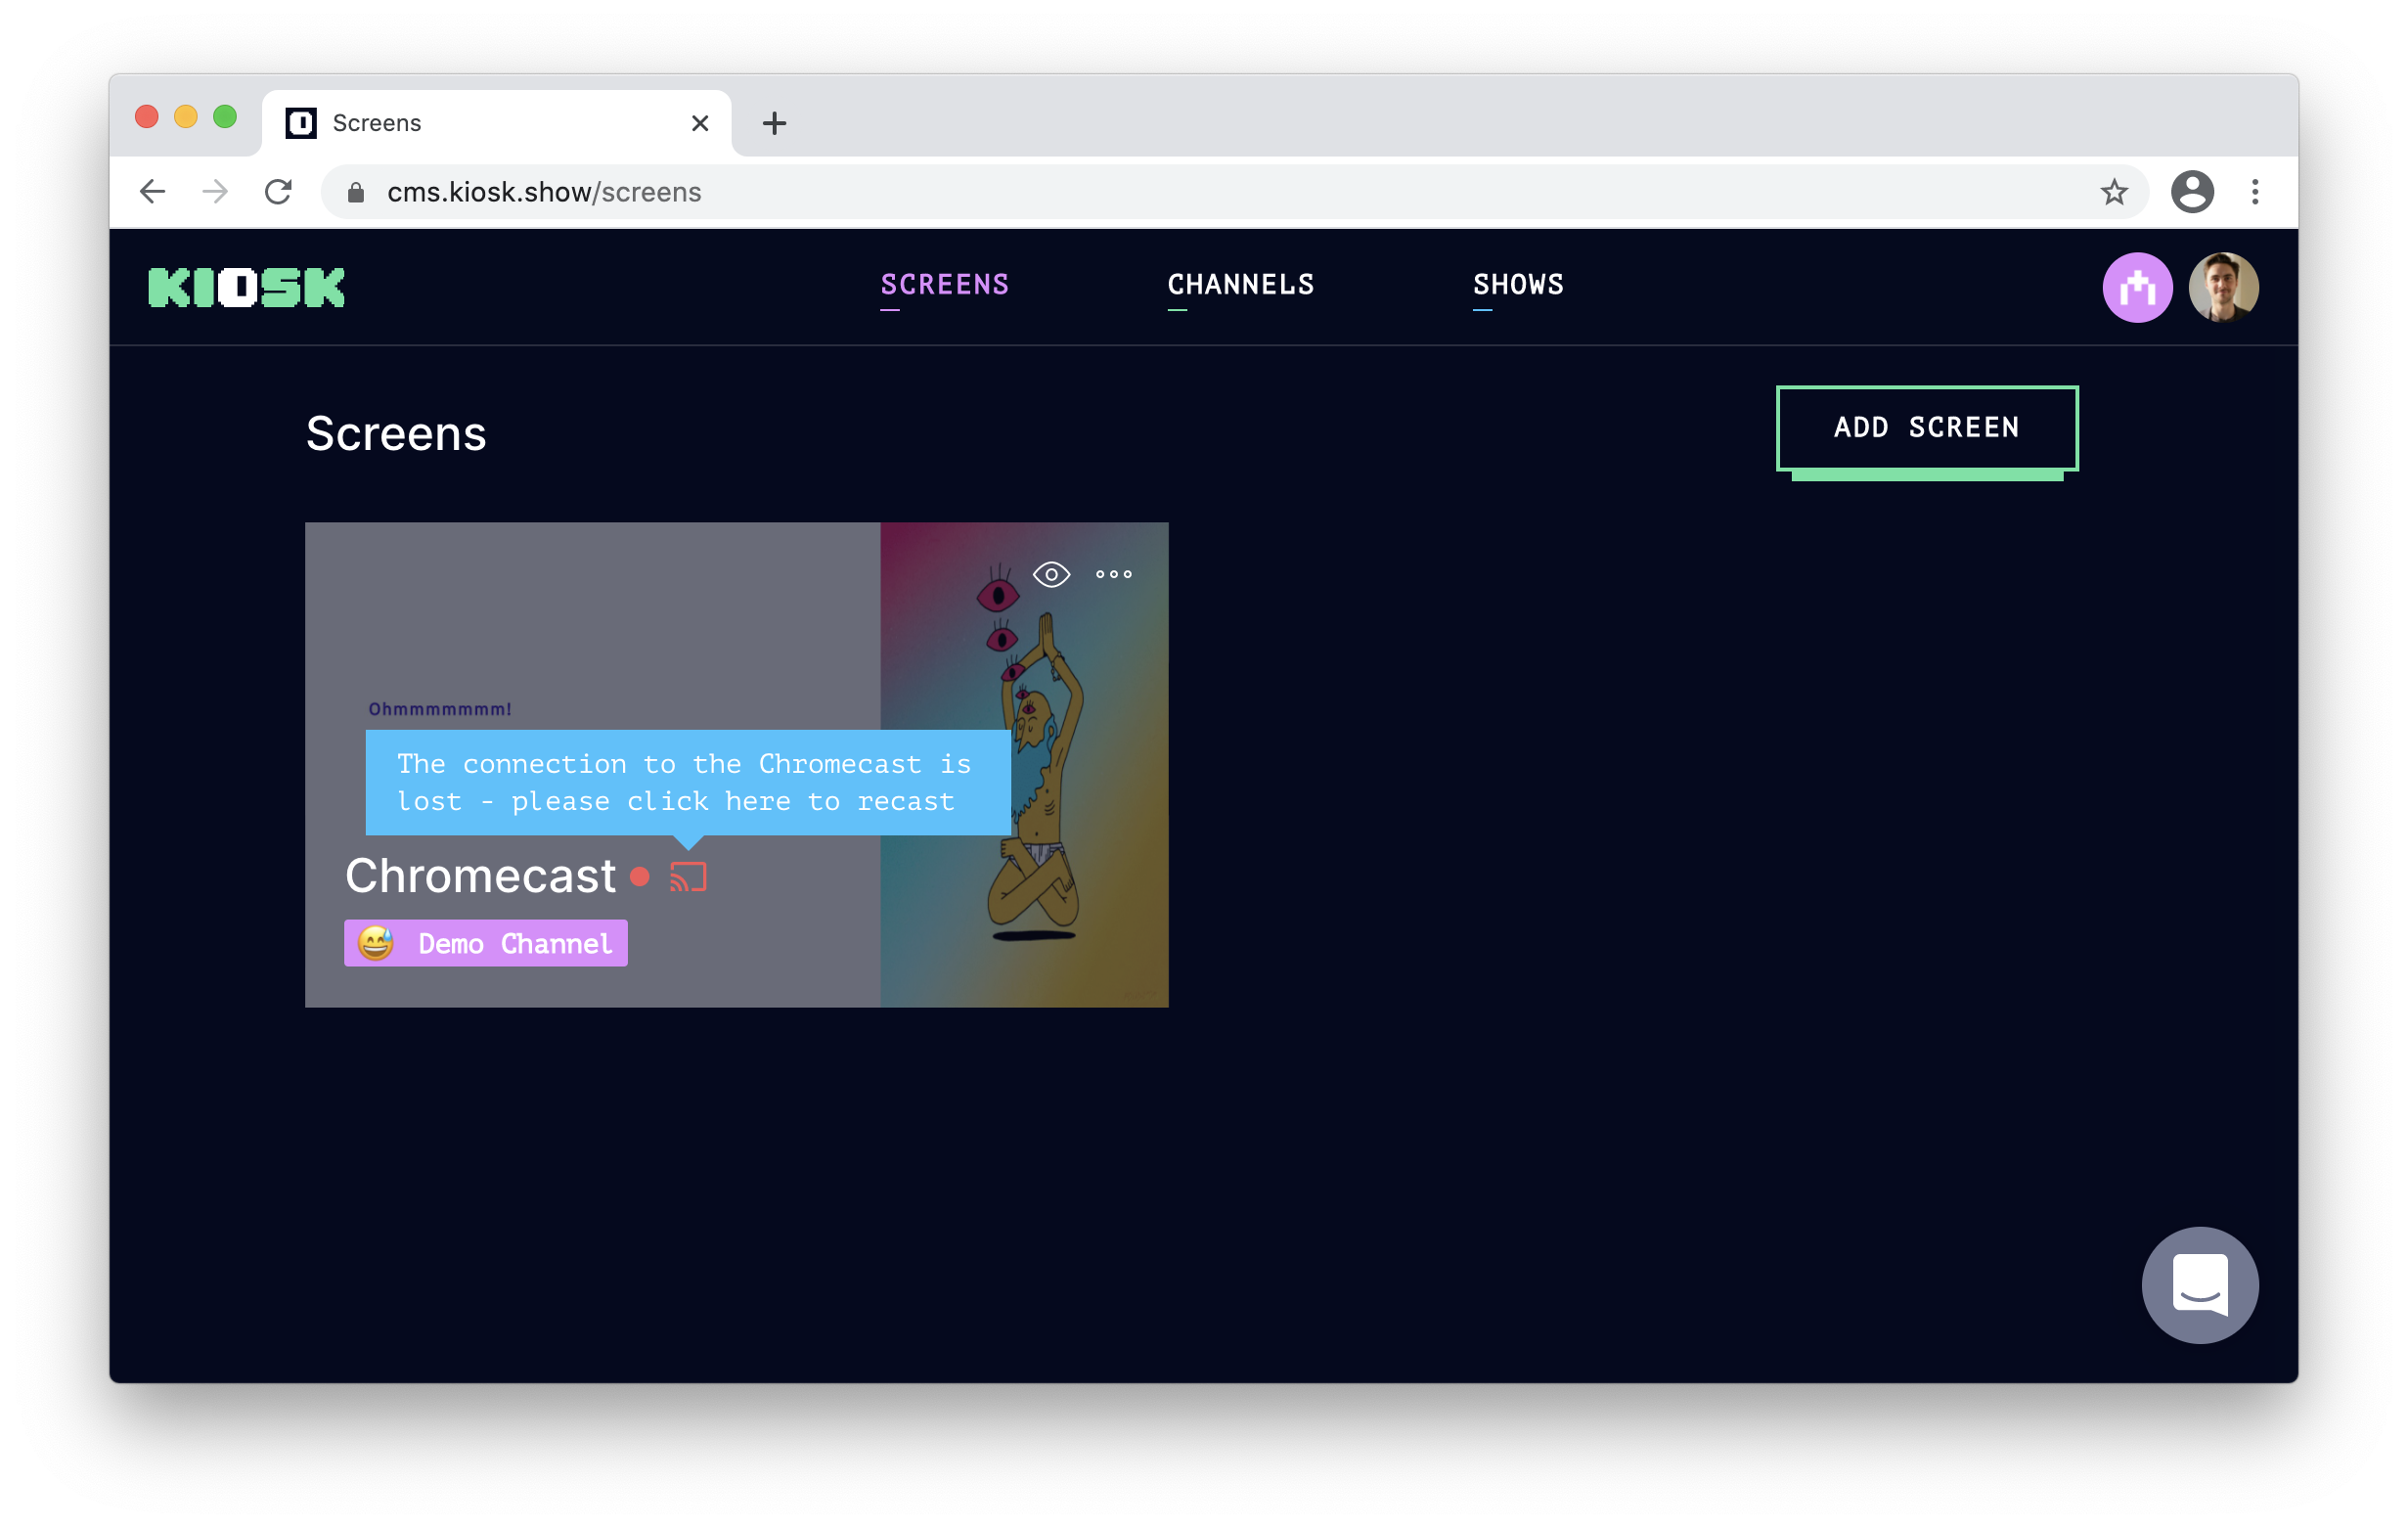 Screens
cms.kiosk.show/screens
KIOSK
SCREENS
CHANNELS
SHOWS
Screens
ADD SCREEN
Ohmmmmmmm!
The connection to the Chromecast is
lost - please click here to recast
Chromecast
Demo Channel